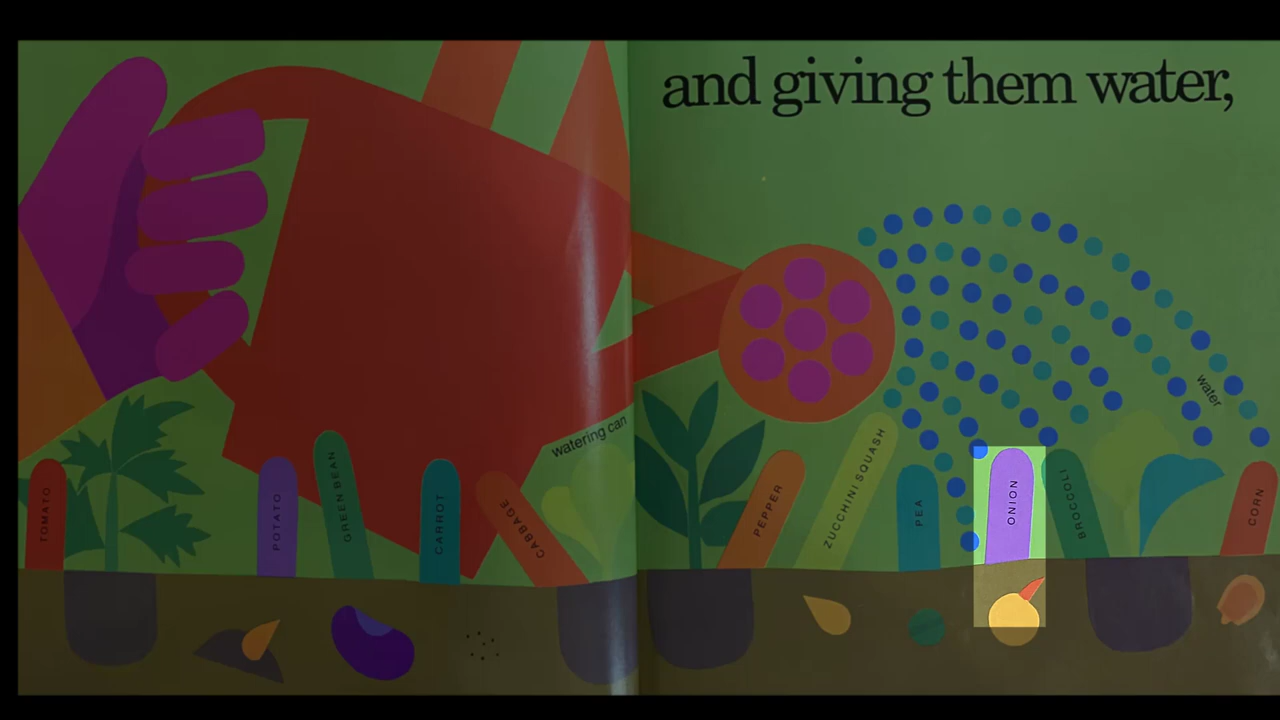 and giving them water,
watering can
water
TOMATO
POTATO
GREEN BEAN
CARROT
CABBAGE
PEPPER
ZUCCHINI SQUASH
PEA
ONION
BROCCOLI
CORN